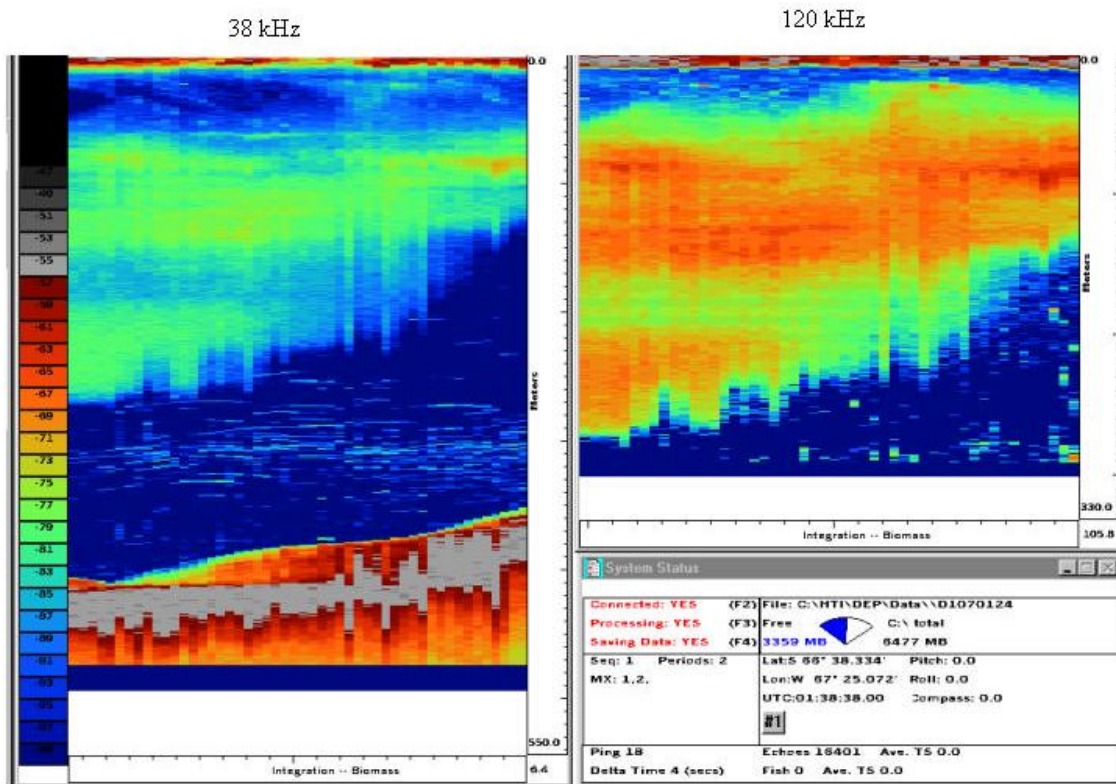 38 kHz
120 kHz
0.0
0.0
-51
-53
-55
-57
-59
-61
-63
-65
-67
-69
-71
-73
-75
-77
-79
-81
-83
-85
-87
-89
Meters
Meters
550.0
Integration -- Biomass
6.4
330.0
Integration -- Biomass
105.8
System Status
Connected: YES (F2) File: C:\HTI\DEP\Data\\D1070124
Processing: YES (F3) Free C:\ total
Saving Data: YES (F4) 3359 MB 6477 MB
Seq: 1 Periods: 2 Lat:S 66° 38.334' Pitch: 0.0
MX: 1,2, Lon:W 67° 25.072' Roll: 0.0
UTC:01:38:38.00 Compass: 0.0
#1
Ping 18 Echoes 16401 Ave. TS 0.0
Delta Time 4 (secs) Fish 0 Ave. TS 0.0